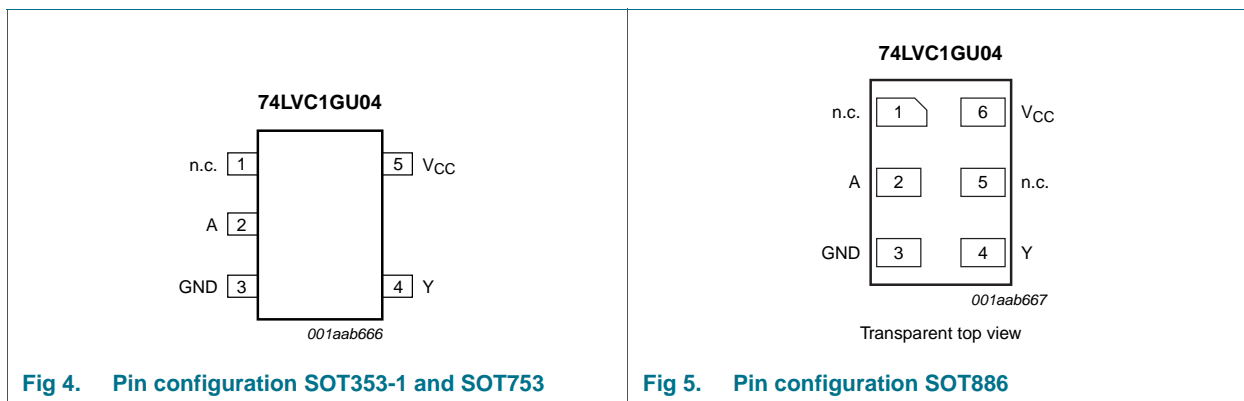 74LVC1GU04
n.c. 1 5 VCC
A 2
GND 3 4 Y
001aab666
Fig 4. Pin configuration SOT353-1 and SOT753
74LVC1GU04
n.c. 1 6 VCC
A 2 5 n.c.
GND 3 4 Y
001aab667
Transparent top view
Fig 5. Pin configuration SOT886